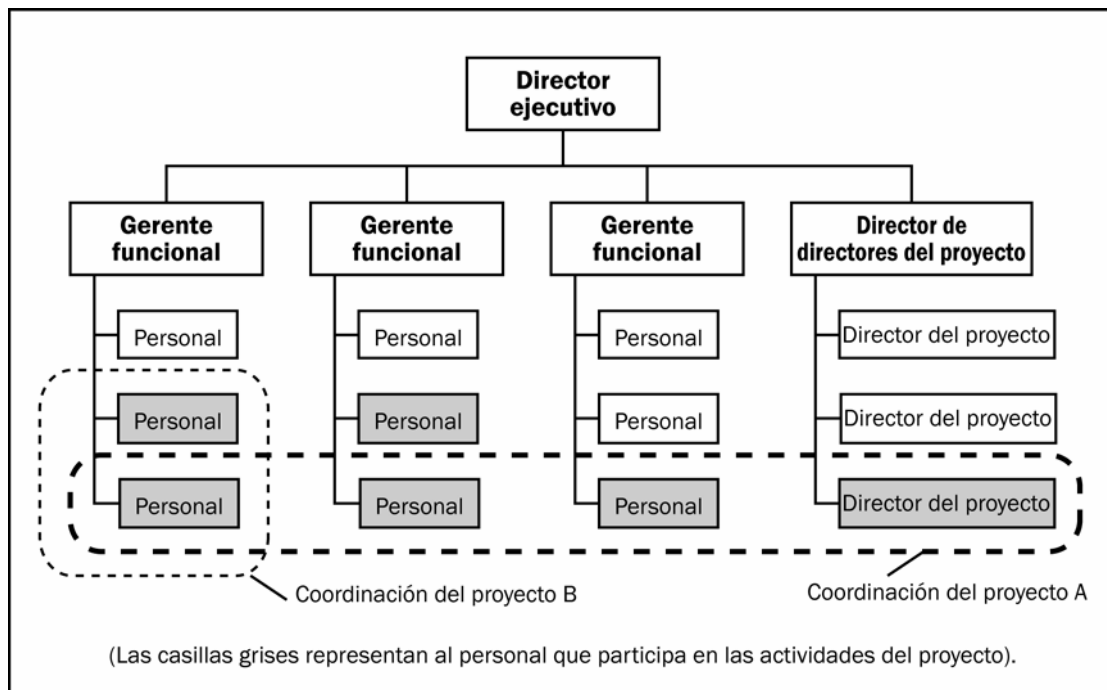 Director
ejecutivo
Gerente
funcional
Gerente
funcional
Gerente
funcional
Director de
directores del proyecto
Personal
Personal
Personal
Director del proyecto
Personal
Personal
Personal
Director del proyecto
Personal
Personal
Personal
Director del proyecto
Coordinación del proyecto B
Coordinación del proyecto A
(Las casillas grises representan al personal que participa en las actividades del proyecto).